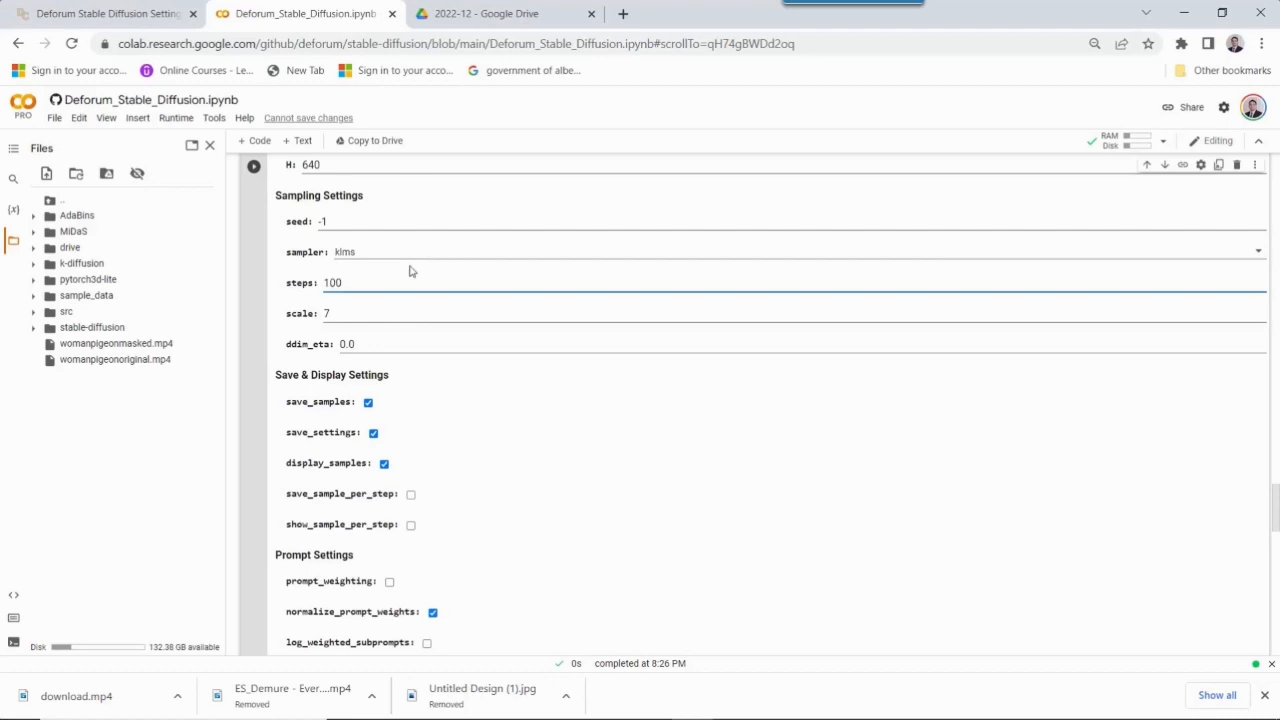 Deforum Stable Diffusion Setting
Deforum_Stable_Diffusion.ipynb
2022-12 - Google Drive
colab.research.google.com/github/deforum/stable-diffusion/blob/main/Deforum_Stable_Diffusion.ipynb#scrollTo=qH74gBWDd2oq
Sign in to your acco...
Online Courses - Le...
New Tab
Sign in to your acco...
government of albe...
Other bookmarks
PRO
Deforum_Stable_Diffusion.ipynb
File Edit View Insert Runtime Tools Help Cannot save changes
Share
Files
+ Code + Text Copy to Drive
RAM
Disk
Editing
..
AdaBins
MiDaS
drive
k-diffusion
pytorch3d-lite
sample_data
src
stable-diffusion
womanpigeonmasked.mp4
womanpigeonoriginal.mp4
{x}
<>
Disk 132.38 GB available
H: 640
Sampling Settings
seed: -1
sampler: klms
steps: 100
scale: 7
ddim_eta: 0.0
Save & Display Settings
save_samples:
save_settings:
display_samples:
save_sample_per_step:
show_sample_per_step:
Prompt Settings
prompt_weighting:
normalize_prompt_weights:
log_weighted_subprompts:
0s completed at 8:26 PM
download.mp4
ES_Demure - Ever....mp4
Removed
Untitled Design (1).jpg
Removed
Show all